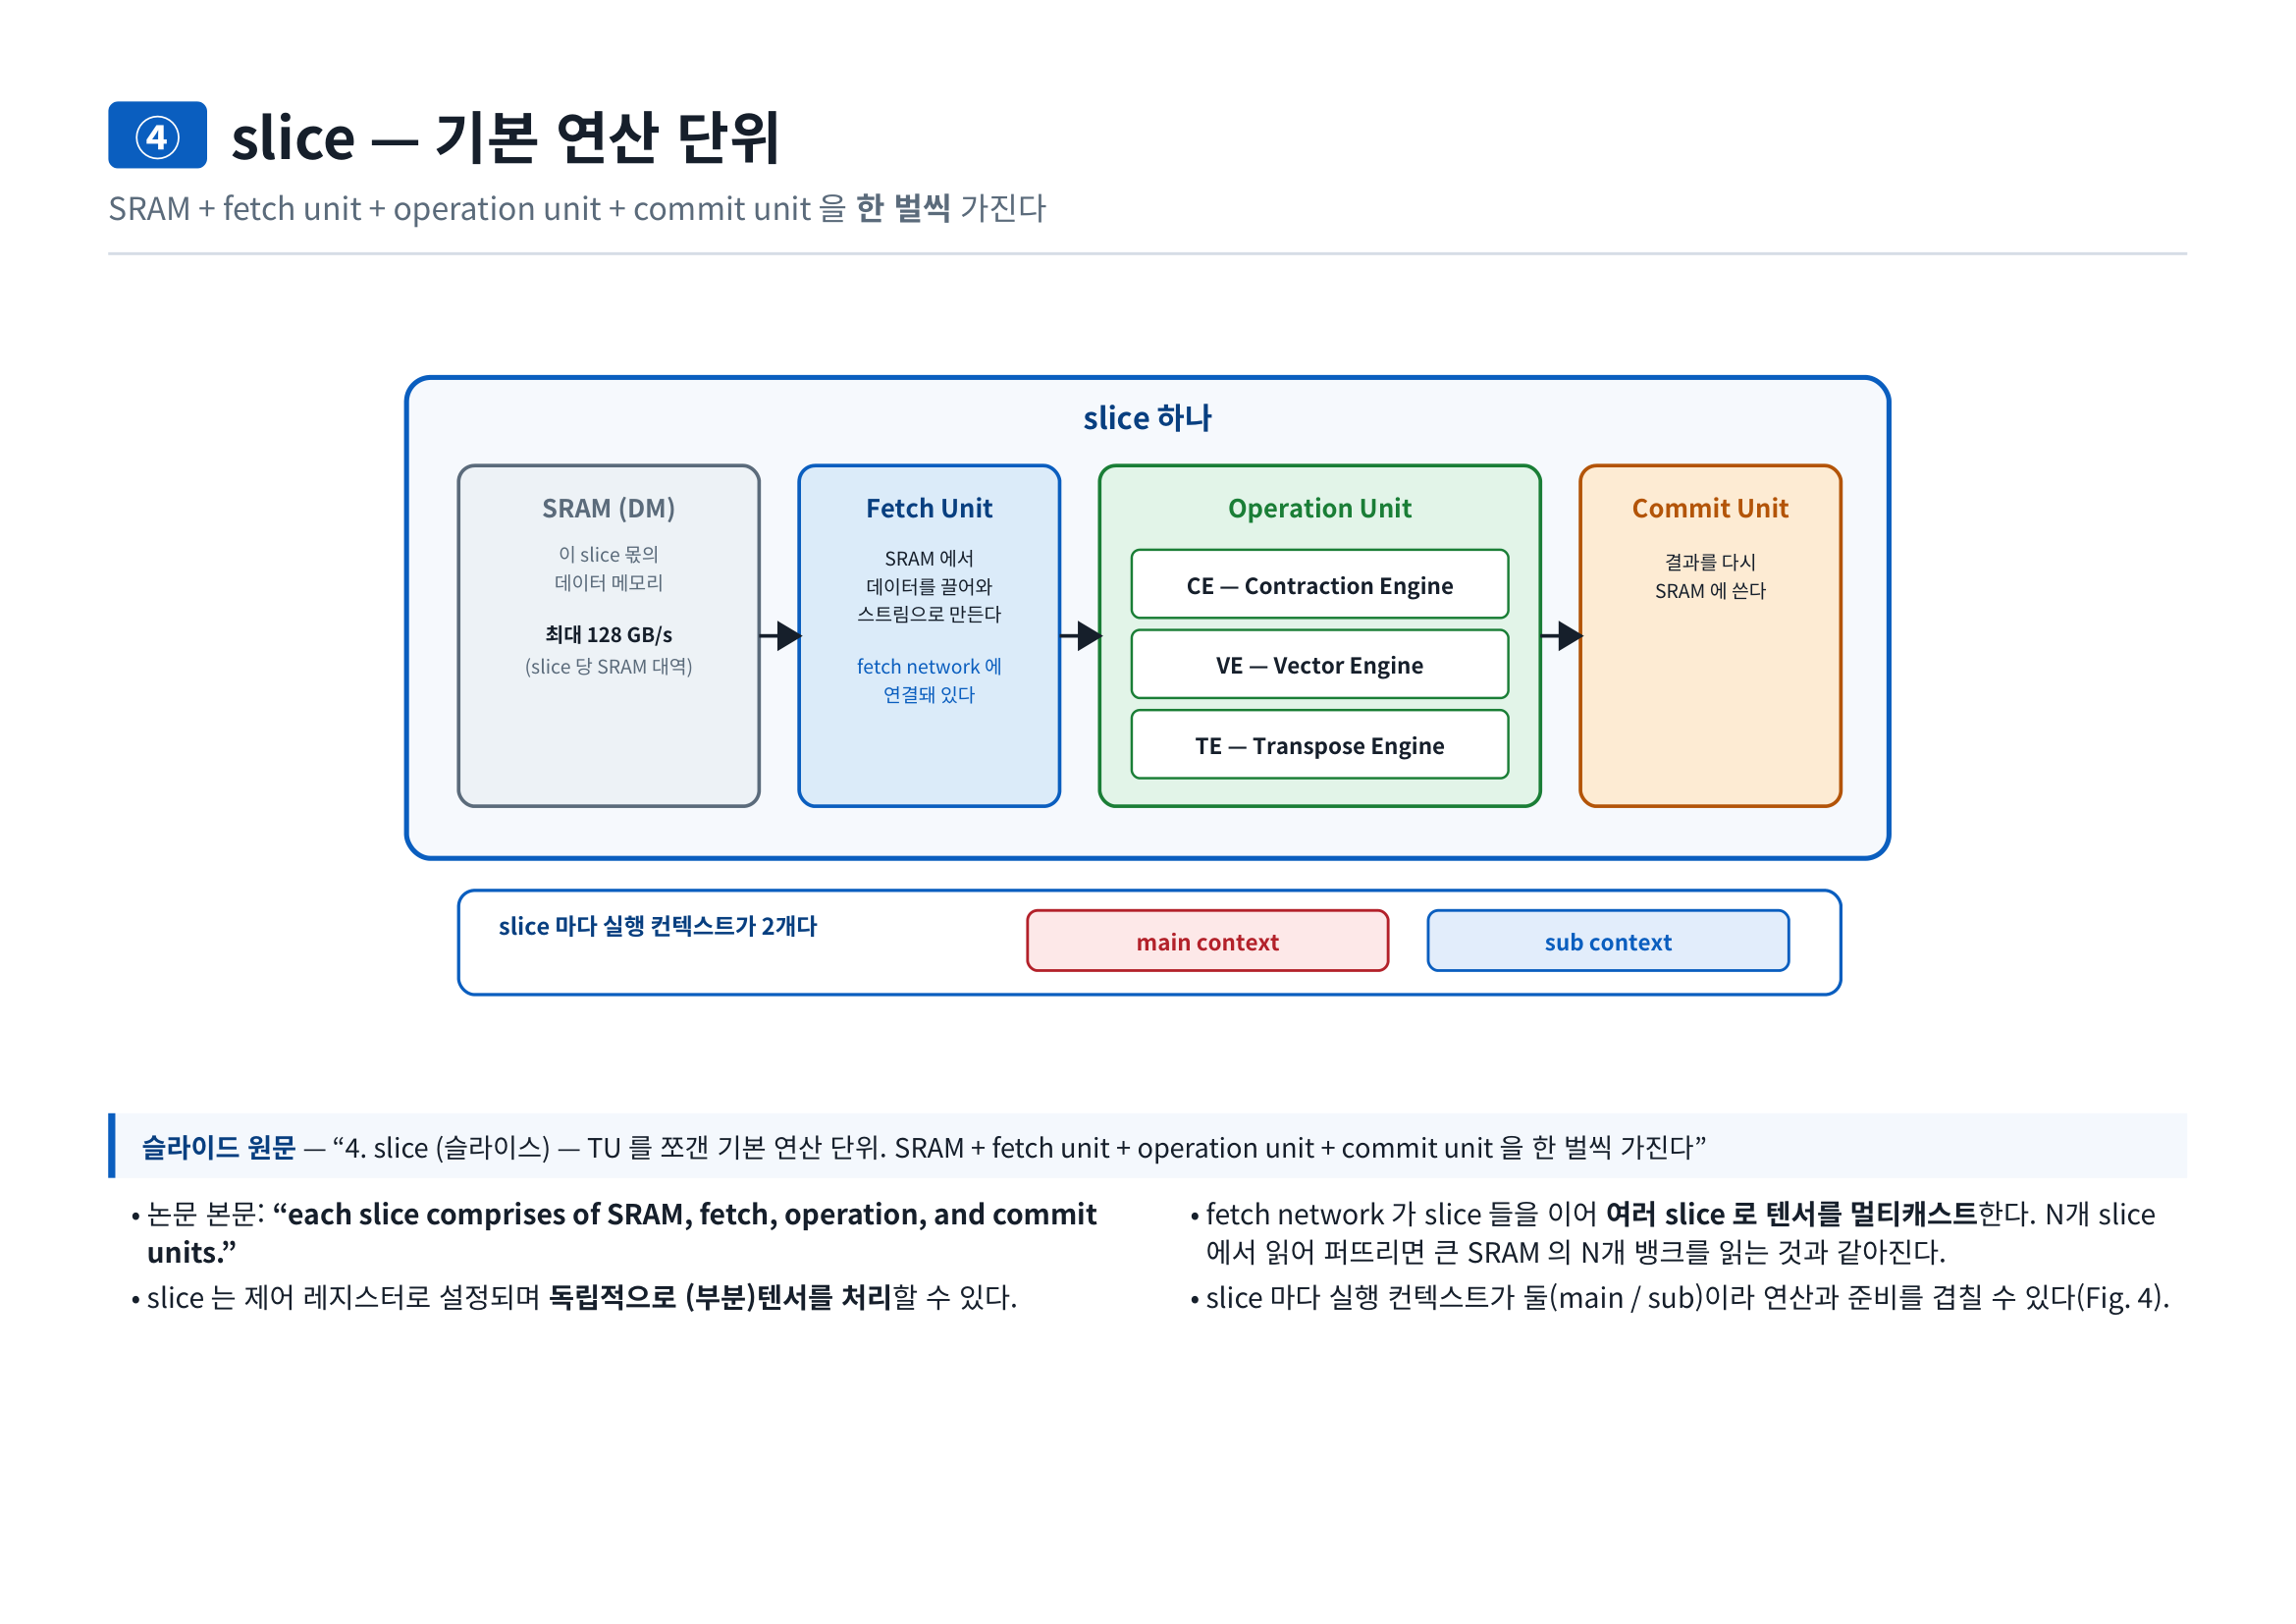 ④ slice — 기본 연산 단위
SRAM + fetch unit + operation unit + commit unit 을 한 벌씩 가진다
slice 하나
SRAM (DM)
이 slice 몫의
데이터 메모리
최대 128 GB/s
(slice 당 SRAM 대역)
Fetch Unit
SRAM 에서
데이터를 끌어와
스트림으로 만든다
fetch network 에
연결돼 있다
Operation Unit
CE — Contraction Engine
VE — Vector Engine
TE — Transpose Engine
Commit Unit
결과를 다시
SRAM 에 쓴다
slice 마다 실행 컨텍스트가 2개다
main context
sub context
슬라이드 원문 — “4. slice (슬라이스) — TU 를 쪼갠 기본 연산 단위. SRAM + fetch unit + operation unit + commit unit 을 한 벌씩 가진다”
• 논문 본문: “each slice comprises of SRAM, fetch, operation, and commit
units.”
• slice 는 제어 레지스터로 설정되며 독립적으로 (부분)텐서를 처리할 수 있다.
• fetch network 가 slice 들을 이어 여러 slice 로 텐서를 멀티캐스트한다. N개 slice
에서 읽어 퍼뜨리면 큰 SRAM 의 N개 뱅크를 읽는 것과 같아진다.
• slice 마다 실행 컨텍스트가 둘(main / sub)이라 연산과 준비를 겹칠 수 있다(Fig. 4).